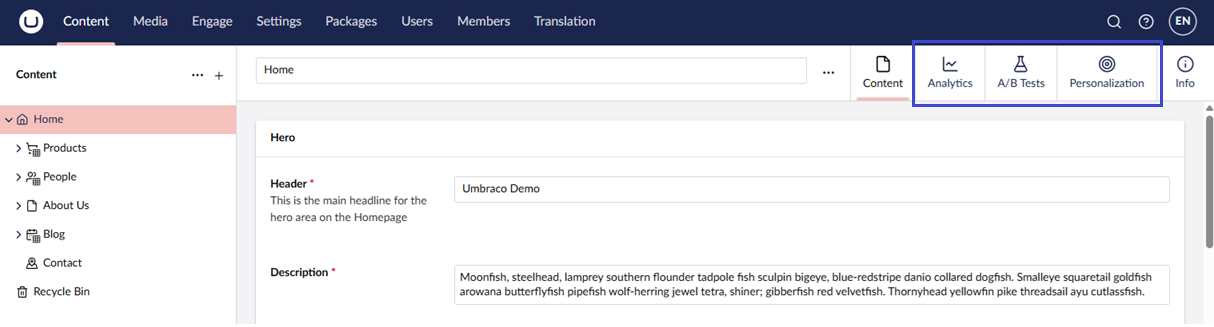 Content Media Engage Settings Packages Users Members Translation EN
Content
Home
Content Analytics A/B Tests Personalization Info
Home
Products
People
About Us
Blog
Contact
Recycle Bin
Hero
Header *
This is the main headline for the
hero area on the Homepage
Umbraco Demo
Description *
Moonfish, steelhead, lamprey southern flounder tadpole fish sculpin bigeye, blue-redstripe danio collared dogfish. Smalleye squaretail goldfish
arowana butterflyfish pipefish wolf-herring jewel tetra, shiner; gibberfish red velvetfish. Thornyhead yellowfin pike threadsail ayu cutlassfish.